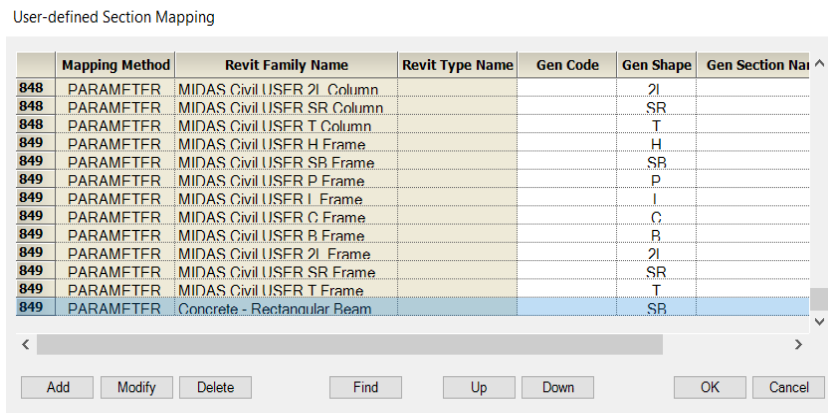 User-defined Section Mapping
Mapping Method Revit Family Name Revit Type Name Gen Code Gen Shape Gen Section Nar
848 PARAMETER MIDAS Civil USER 2L Column 2L
848 PARAMETER MIDAS Civil USER SR Column SR
848 PARAMETER MIDAS Civil USER T Column T
849 PARAMETER MIDAS Civil USER H Frame H
849 PARAMETER MIDAS Civil USER SB Frame SB
849 PARAMETER MIDAS Civil USER P Frame P
849 PARAMETER MIDAS Civil USER L Frame L
849 PARAMETER MIDAS Civil USER C Frame C
849 PARAMETER MIDAS Civil USER B Frame B
849 PARAMETER MIDAS Civil USER 2L Frame 2L
849 PARAMETER MIDAS Civil USER SR Frame SR
849 PARAMETER MIDAS Civil USER T Frame T
849 PARAMETER Concrete - Rectangular Beam SB
Add Modify Delete Find Up Down OK Cancel